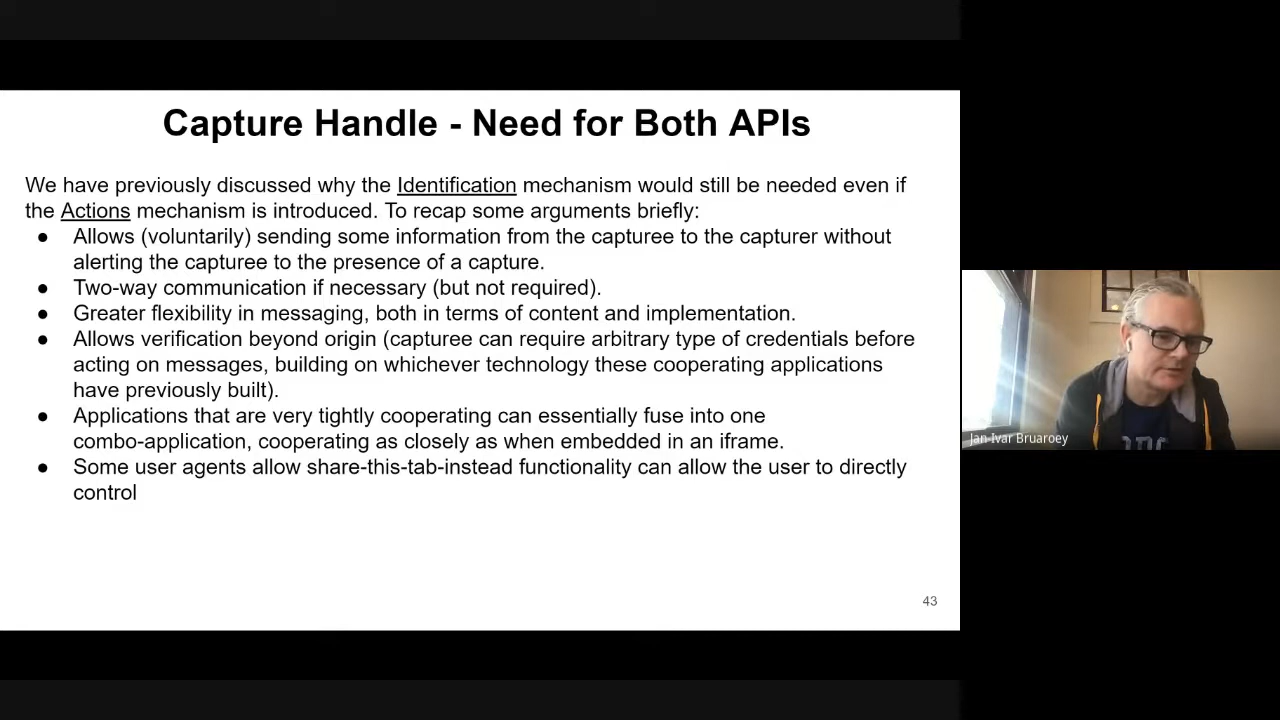 Capture Handle - Need for Both APIs
We have previously discussed why the Identification mechanism would still be needed even if
the Actions mechanism is introduced. To recap some arguments briefly:
● Allows (voluntarily) sending some information from the capturee to the capturer without
alerting the capturee to the presence of a capture.
● Two-way communication if necessary (but not required).
● Greater flexibility in messaging, both in terms of content and implementation.
● Allows verification beyond origin (capturee can require arbitrary type of credentials before
acting on messages, building on whichever technology these cooperating applications
have previously built).
● Applications that are very tightly cooperating can essentially fuse into one
combo-application, cooperating as closely as when embedded in an iframe.
● Some user agents allow share-this-tab-instead functionality can allow the user to directly
control
43
Jan-Ivar Bruaroey